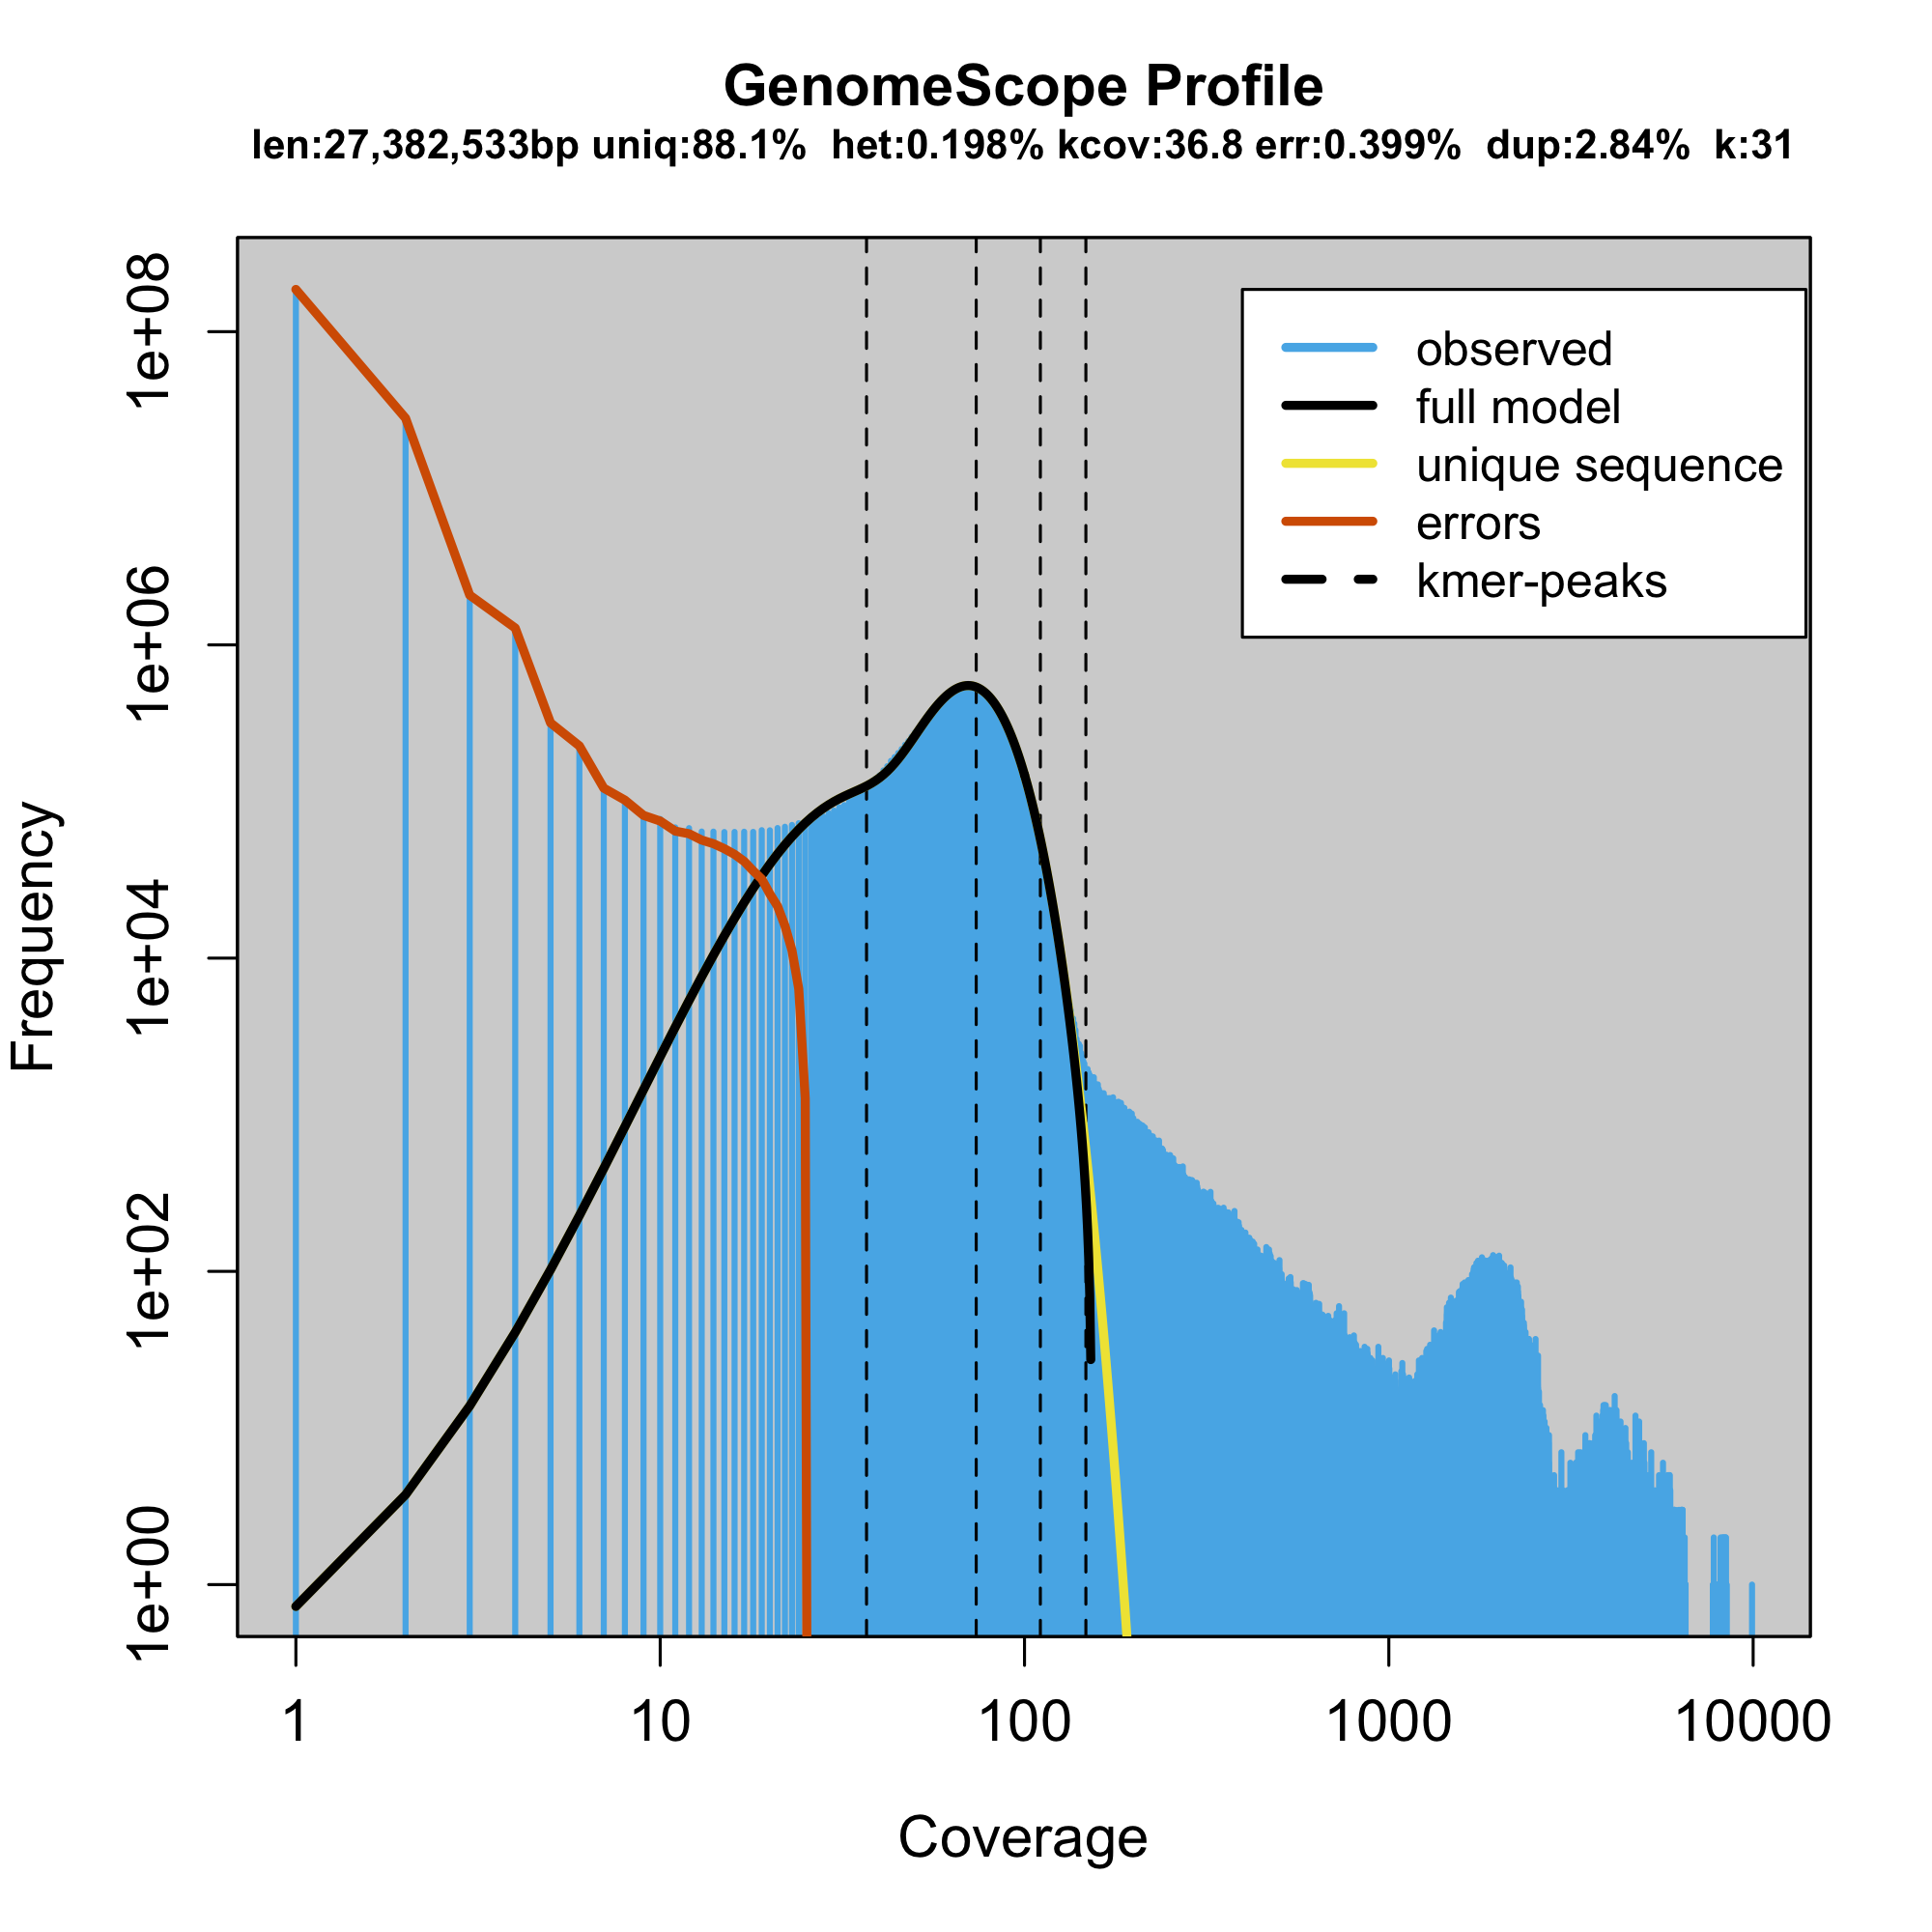 GenomeScope Profile
len:27,382,533bp uniq:88.1% het:0.198% kcov:36.8 err:0.399% dup:2.84% k:31
observed
full model
unique sequence
errors
kmer-peaks
Frequency
1e+08
1e+06
1e+04
1e+02
1e+00
1 10 100 1000 10000
Coverage